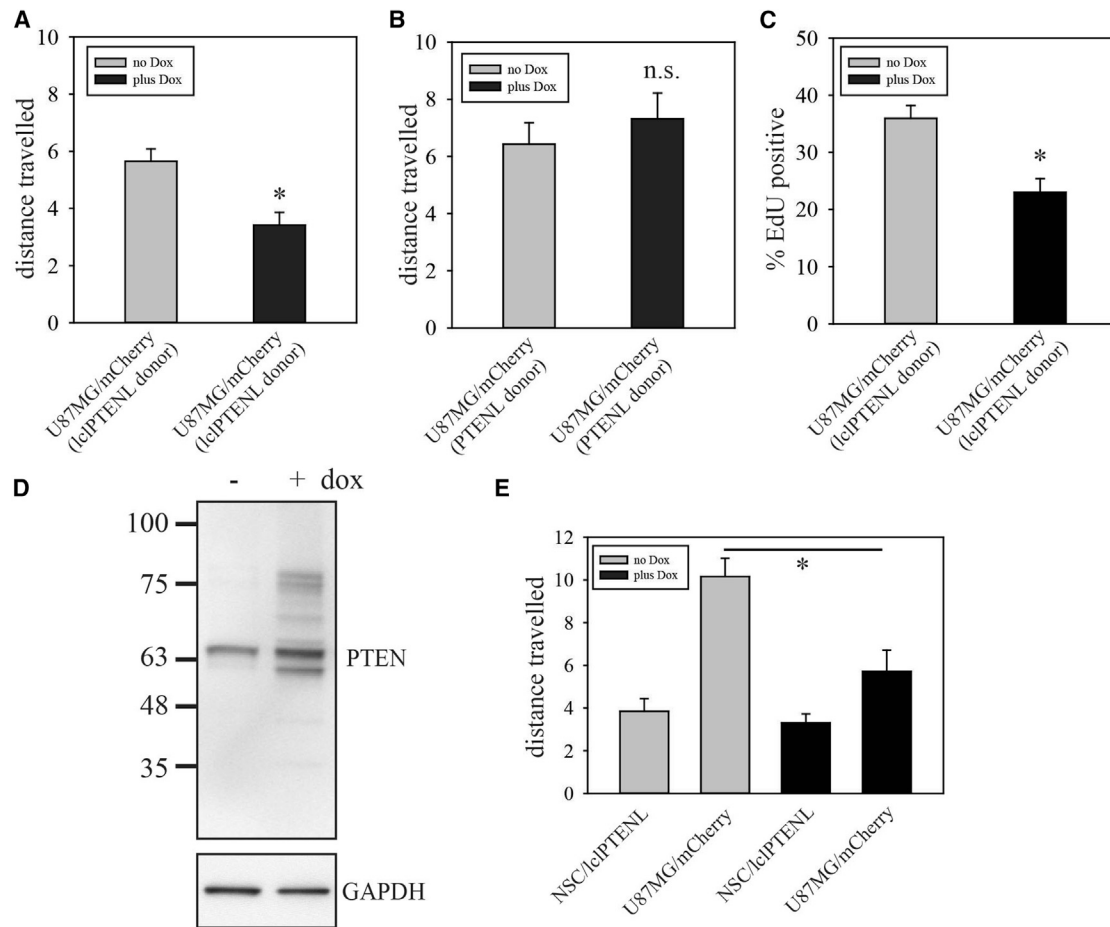 A
10
8
6
4
2
0
distance travelled
no Dox
plus Dox
*
U87MG/mCherry
(lclPTENL donor)
U87MG/mCherry
(lclPTENL donor)
B
10
8
6
4
2
0
distance travelled
no Dox
plus Dox
n.s.
U87MG/mCherry
(PTENL donor)
U87MG/mCherry
(PTENL donor)
C
50
40
30
20
10
0
% EdU positive
no Dox
plus Dox
*
U87MG/mCherry
(lclPTENL donor)
U87MG/mCherry
(lclPTENL donor)
D
- + dox
100
75
63
48
35
PTEN
GAPDH
E
12
10
8
6
4
2
0
distance travelled
no Dox
plus Dox
*
NSC/lclPTENL
U87MG/mCherry
NSC/lclPTENL
U87MG/mCherry